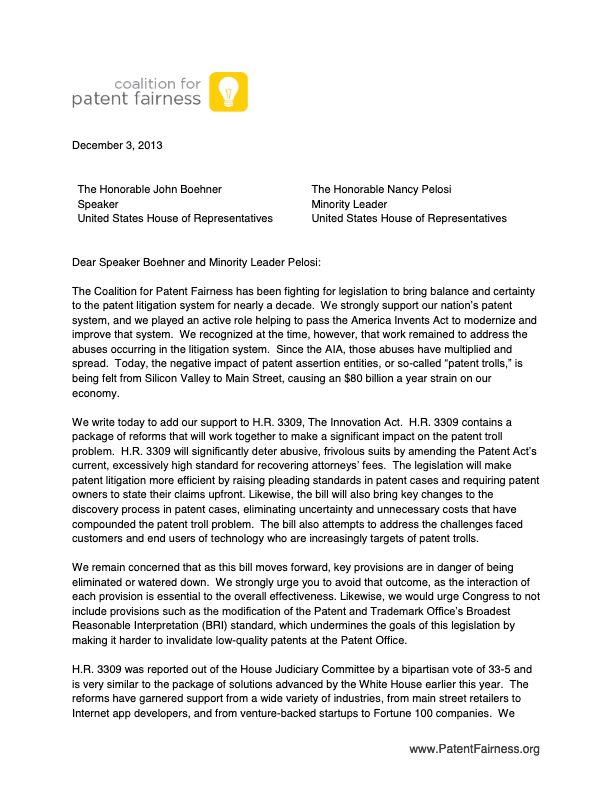 coalition for
patent fairness
December 3, 2013
The Honorable John Boehner
Speaker
United States House of Representatives
The Honorable Nancy Pelosi
Minority Leader
United States House of Representatives
Dear Speaker Boehner and Minority Leader Pelosi:
The Coalition for Patent Fairness has been fighting for legislation to bring balance and certainty
to the patent litigation system for nearly a decade.  We strongly support our nation’s patent
system, and we played an active role helping to pass the America Invents Act to modernize and
improve that system.  We recognized at the time, however, that work remained to address the
abuses occurring in the litigation system.  Since the AIA, those abuses have multiplied and
spread.  Today, the negative impact of patent assertion entities, or so-called “patent trolls,” is
being felt from Silicon Valley to Main Street, causing an $80 billion a year strain on our
economy.
We write today to add our support to H.R. 3309, The Innovation Act.  H.R. 3309 contains a
package of reforms that will work together to make a significant impact on the patent troll
problem.  H.R. 3309 will significantly deter abusive, frivolous suits by amending the Patent Act’s
current, excessively high standard for recovering attorneys’ fees.  The legislation will make
patent litigation more efficient by raising pleading standards in patent cases and requiring patent
owners to state their claims upfront. Likewise, the bill will also bring key changes to the
discovery process in patent cases, eliminating uncertainty and unnecessary costs that have
compounded the patent troll problem.  The bill also attempts to address the challenges faced
customers and end users of technology who are increasingly targets of patent trolls.
We remain concerned that as this bill moves forward, key provisions are in danger of being
eliminated or watered down.  We strongly urge you to avoid that outcome, as the interaction of
each provision is essential to the overall effectiveness. Likewise, we would urge Congress to not
include provisions such as the modification of the Patent and Trademark Office’s Broadest
Reasonable Interpretation (BRI) standard, which undermines the goals of this legislation by
making it harder to invalidate low-quality patents at the Patent Office.
H.R. 3309 was reported out of the House Judiciary Committee by a bipartisan vote of 33-5 and
is very similar to the package of solutions advanced by the White House earlier this year.  The
reforms have garnered support from a wide variety of industries, from main street retailers to
Internet app developers, and from venture-backed startups to Fortune 100 companies.  We
www.PatentFairness.org